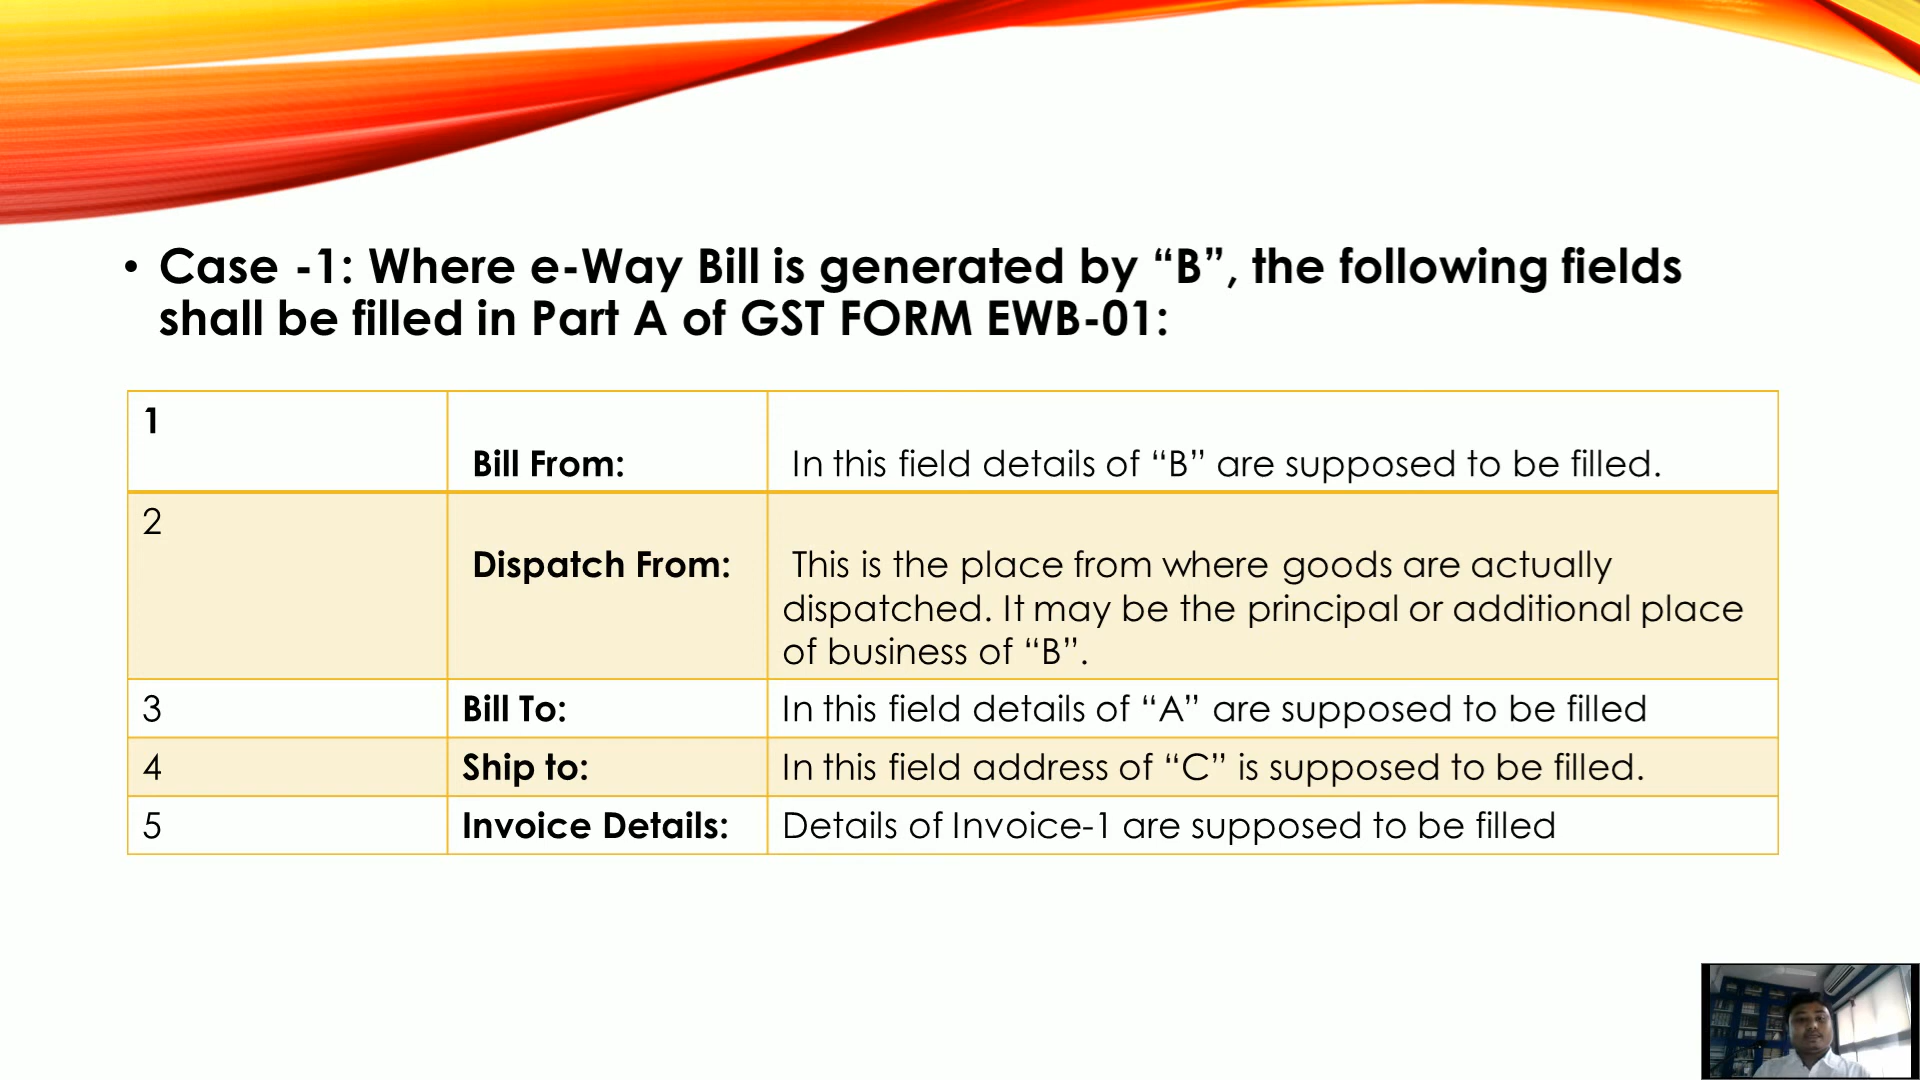 • Case -1: Where e-Way Bill is generated by “B”, the following fields
shall be filled in Part A of GST FORM EWB-01:
1
Bill From:
In this field details of “B” are supposed to be filled.
2
Dispatch From:
This is the place from where goods are actually
dispatched. It may be the principal or additional place
of business of “B”.
3
Bill To:
In this field details of “A” are supposed to be filled
4
Ship to:
In this field address of “C” is supposed to be filled.
5
Invoice Details:
Details of Invoice-1 are supposed to be filled